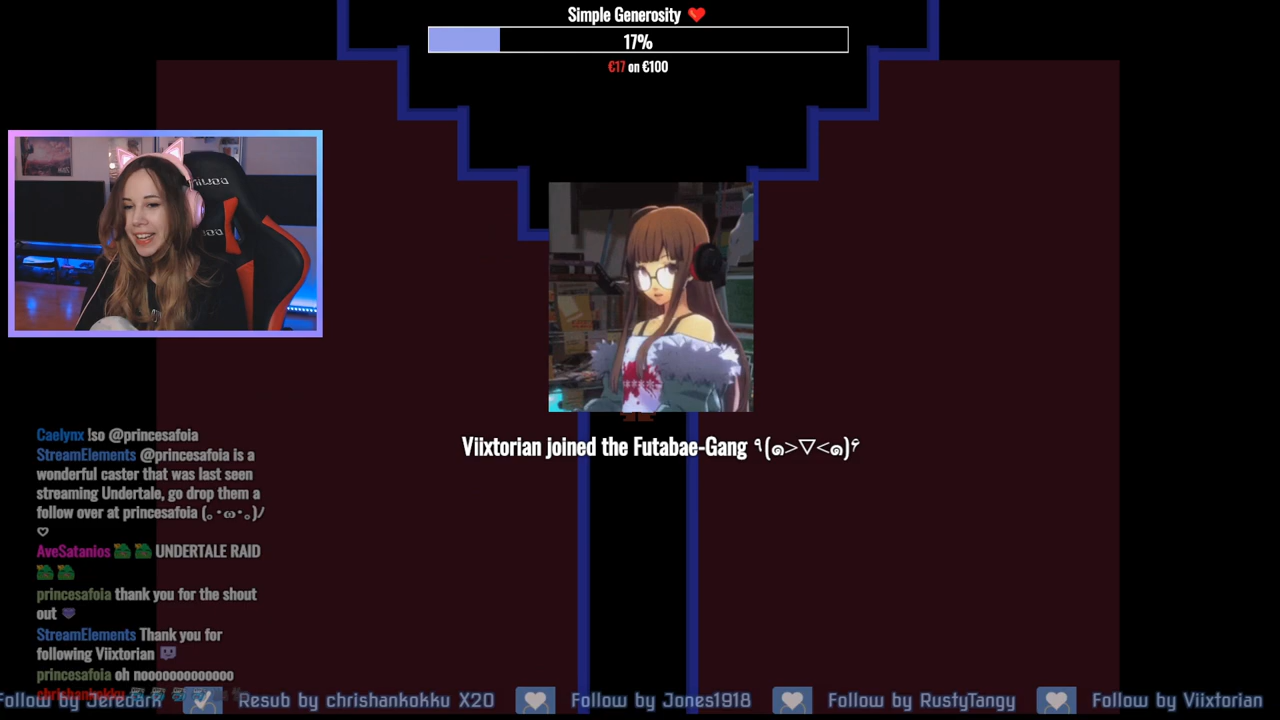 Simple Generosity ❤
17%
€17 on €100
Viixtorian joined the Futabae-Gang ٩(๑>▽<๑)۶
Caelynx !so @princesafoia
StreamElements @princesafoia is a
wonderful caster that was last seen
streaming Undertale, go drop them a
follow over at princesafoia (｡･ω･｡)ﾉ
♡
AveSatanios UNDERTALE RAID
princesafoia thank you for the shout
out
StreamElements Thank you for
following Viixtorian
princesafoia oh nooooooooooooo
chrishankokku
Follow by Jeredark Resub by chrishankokku X20 Follow by Jones1918 Follow by RustyTangy Follow by Viixtorian